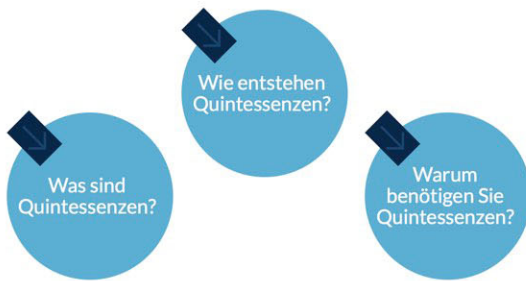 Was sind
Quintessenzen?
Wie entstehen
Quintessenzen?
Warum
benötigen Sie
Quintessenzen?